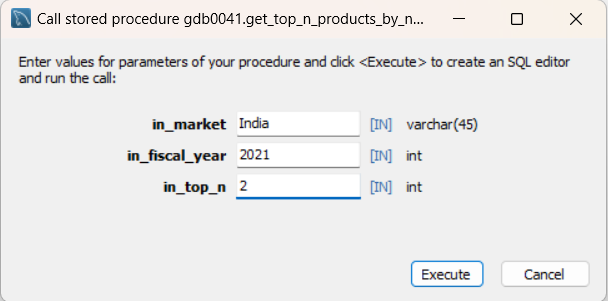 Call stored procedure gdb0041.get_top_n_products_by_n...
Enter values for parameters of your procedure and click <Execute> to create an SQL editor
and run the call:
in_market India [IN] varchar(45)
in_fiscal_year 2021 [IN] int
in_top_n 2 [IN] int
Execute Cancel